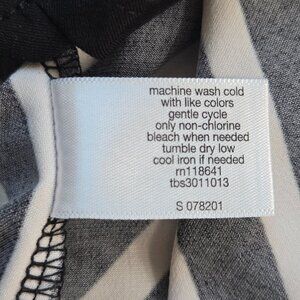 machine wash cold
with like colors
gentle cycle
only non-chlorine
bleach when needed
tumble dry low
cool iron if needed
rn118641
tbs3011013
S 078201